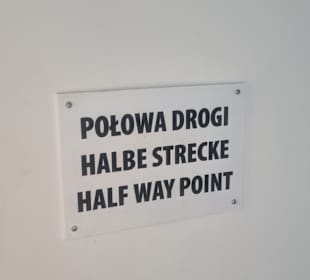 POŁOWA DROGI
HALBE STRECKE
HALF WAY POINT